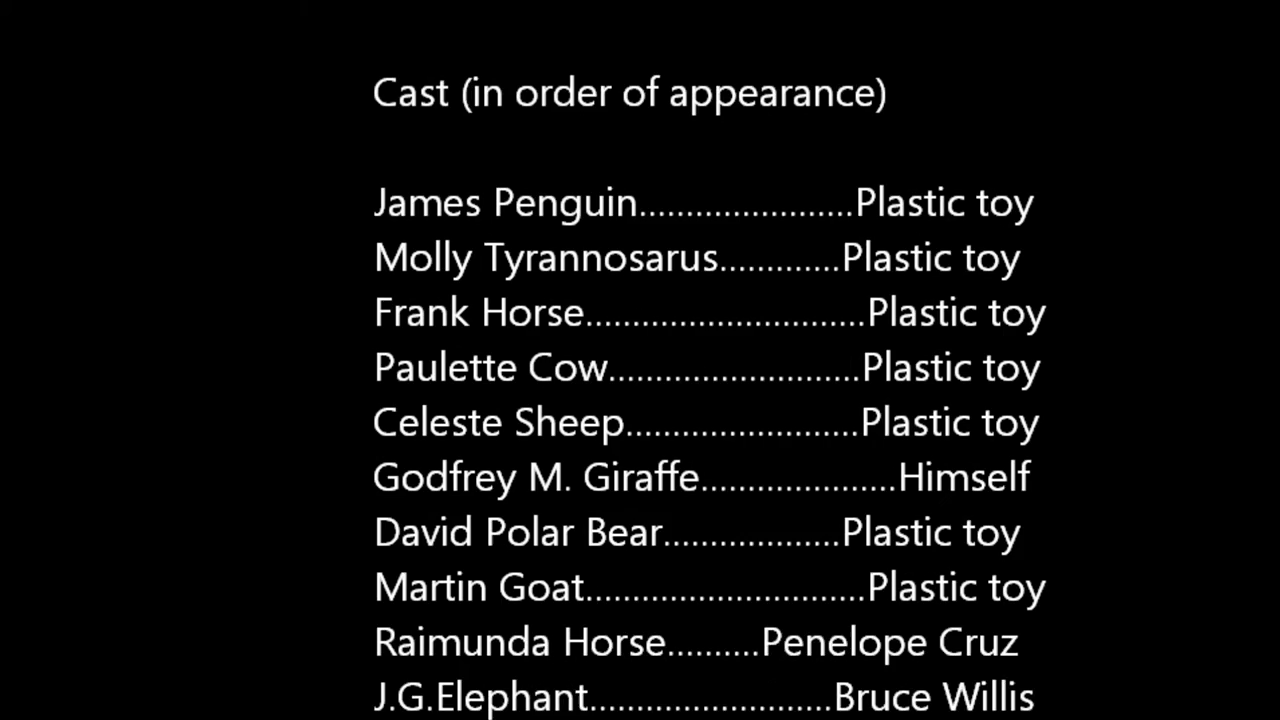 Cast (in order of appearance)
James Penguin.......................Plastic toy
Molly Tyrannosarus.............Plastic toy
Frank Horse..............................Plastic toy
Paulette Cow...........................Plastic toy
Celeste Sheep.........................Plastic toy
Godfrey M. Giraffe.....................Himself
David Polar Bear...................Plastic toy
Martin Goat..............................Plastic toy
Raimunda Horse..........Penelope Cruz
J.G.Elephant..........................Bruce Willis